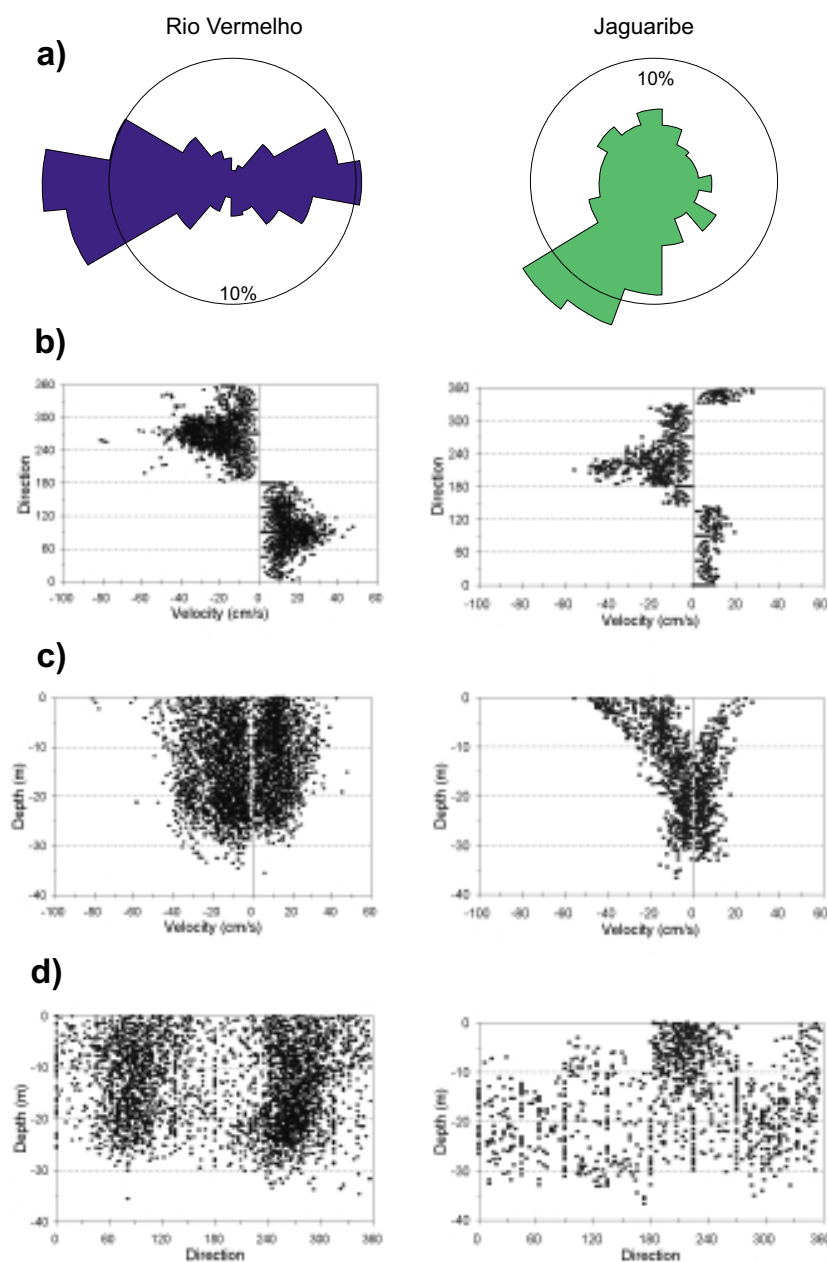 Rio Vermelho Jaguaribe
a)
10%
10%
b)
360 360
300 300
240 240
180 180
120 120
60 60
0 0
Direction Direction
-100 -80 -60 -40 -20 0 20 40 60 -100 -80 -60 -40 -20 0 20 40 60
Velocity (cm/s) Velocity (cm/s)
c)
0 0
-10 -10
-20 -20
-30 -30
-40 -40
Depth (m) Depth (m)
-100 -80 -60 -40 -20 0 20 40 60 -100 -80 -60 -40 -20 0 20 40 60
Velocity (cm/s) Velocity (cm/s)
d)
0 0
-10 -10
-20 -20
-30 -30
-40 -40
Depth (m) Depth (m)
0 60 120 180 240 300 360 0 60 120 180 240 300 360
Direction Direction